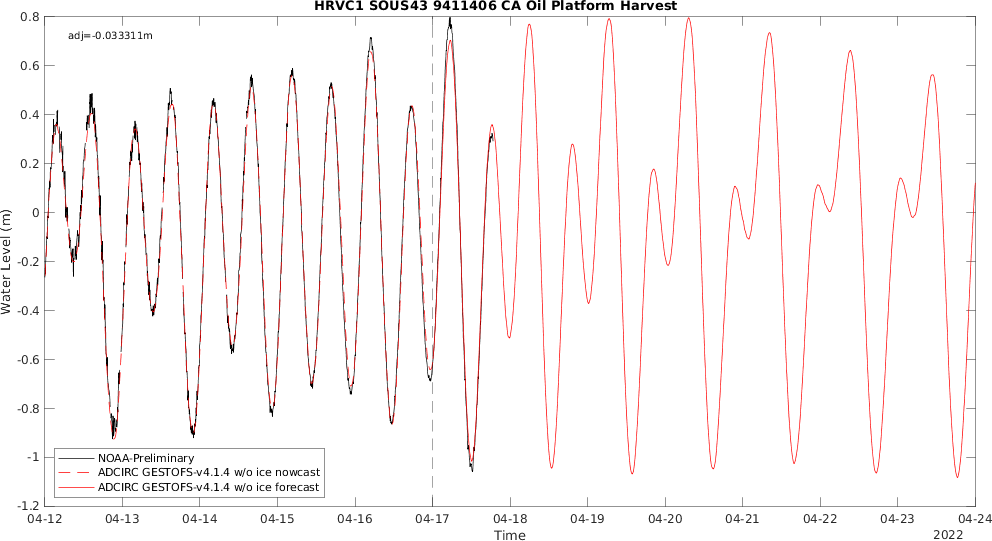 HRVC1 SOUS43 9411406 CA Oil Platform Harvest
adj=-0.033311m
0.8
0.6
0.4
0.2
0
-0.2
-0.4
-0.6
-0.8
-1
-1.2
Water Level (m)
NOAA-Preliminary
ADCIRC GESTOFS-v4.1.4 w/o ice nowcast
ADCIRC GESTOFS-v4.1.4 w/o ice forecast
04-12 04-13 04-14 04-15 04-16 04-17 04-18 04-19 04-20 04-21 04-22 04-23 04-24
Time
2022